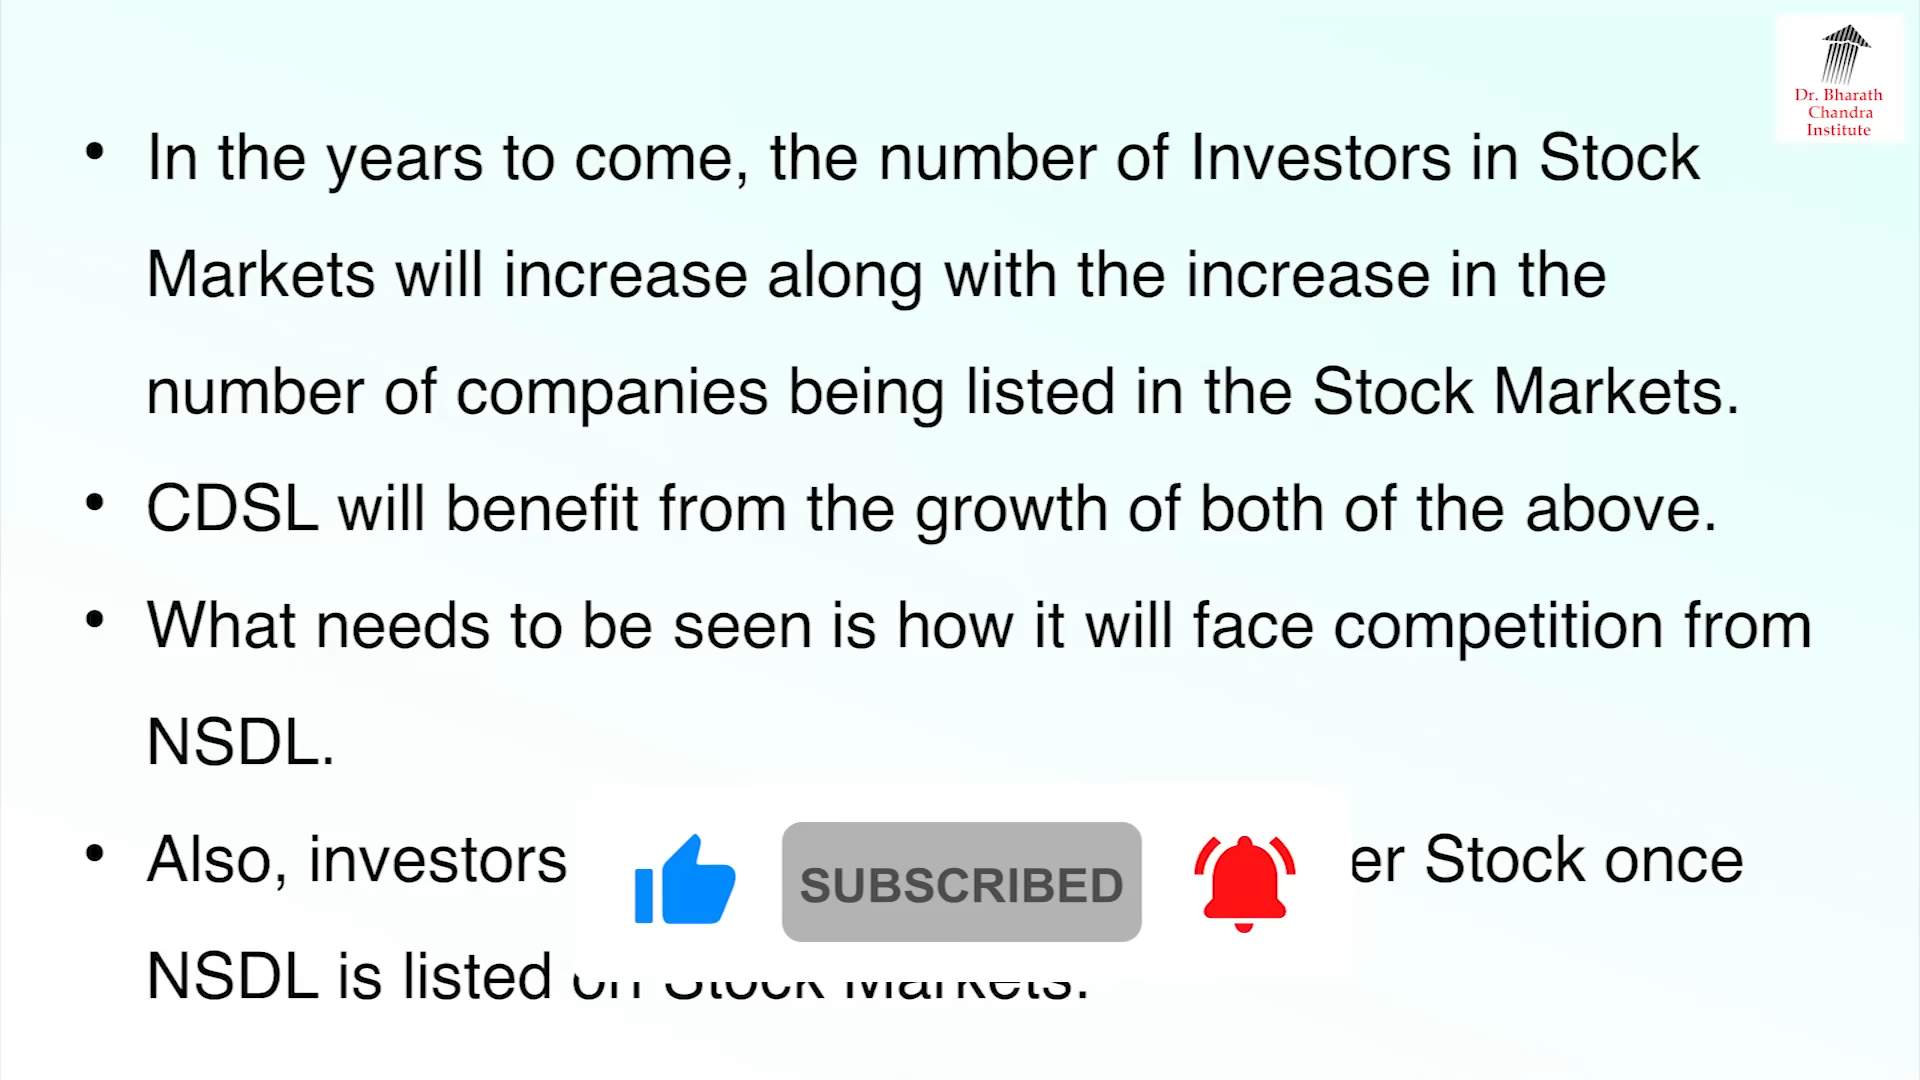 Dr. Bharath
Chandra
Institute
• In the years to come, the number of Investors in Stock
Markets will increase along with the increase in the
number of companies being listed in the Stock Markets.
• CDSL will benefit from the growth of both of the above.
• What needs to be seen is how it will face competition from
NSDL.
• Also, investors er Stock once
SUBSCRIBED
NSDL is listed on Stock Markets.